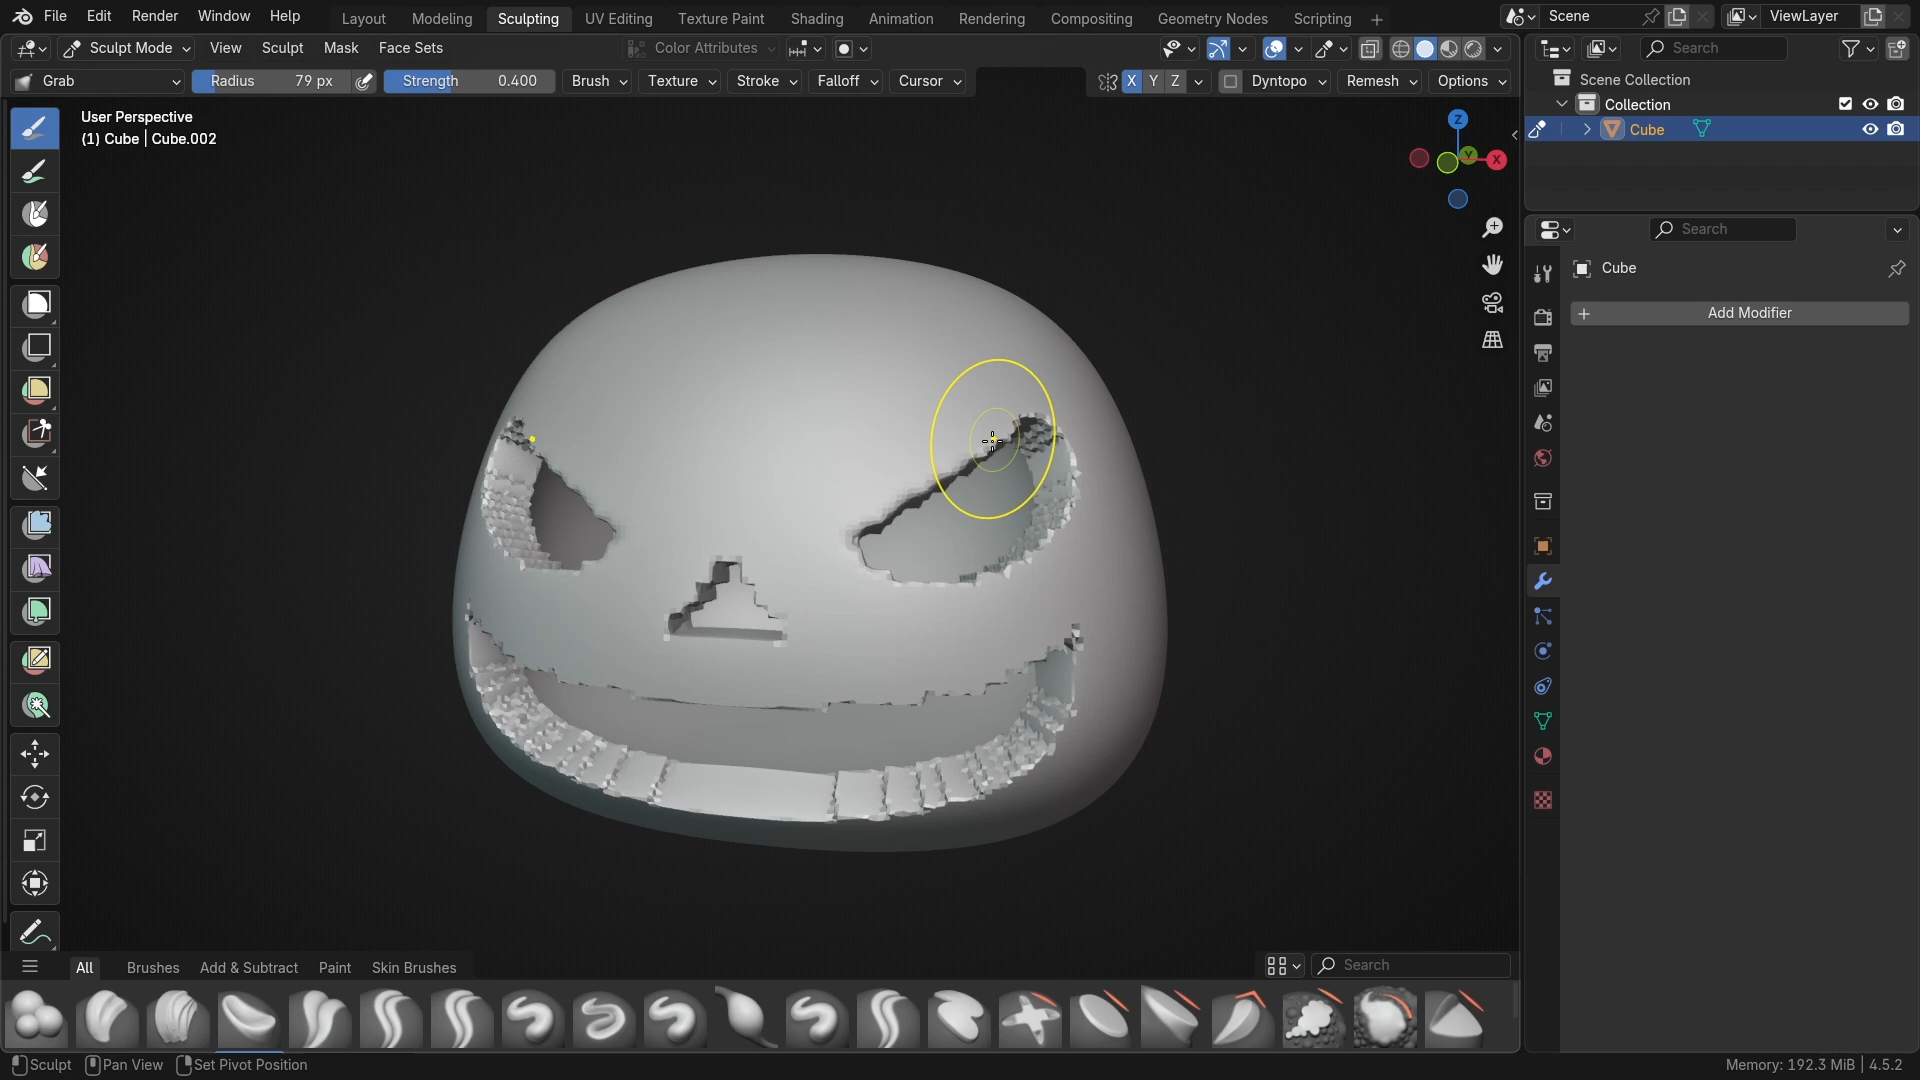 File Edit Render Window Help Layout Modeling Sculpting UV Editing Texture Paint Shading Animation Rendering Compositing Geometry Nodes Scripting + Scene ViewLayer
Sculpt Mode View Sculpt Mask Face Sets Color Attributes Search
Grab Radius 79 px Strength 0.400 Brush Texture Stroke Falloff Cursor X Y Z Dyntopo Remesh Options
Scene Collection
Collection
Cube
User Perspective
(1) Cube | Cube.002
Z
Y
X
Search
Cube
+ Add Modifier
All Brushes Add & Subtract Paint Skin Brushes Search
Sculpt Pan View Set Pivot Position Memory: 192.3 MiB | 4.5.2